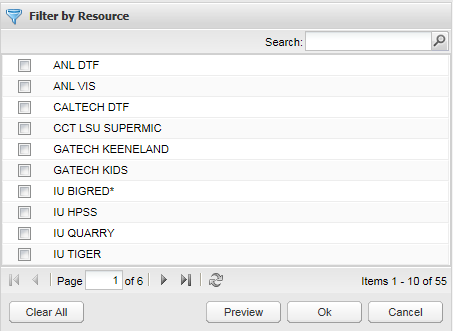 Filter by Resource
Search:
ANL DTF
ANL VIS
CALTECH DTF
CCT LSU SUPERMIC
GATECH KEENELAND
GATECH KIDS
IU BIGRED*
IU HPSS
IU QUARRY
IU TIGER
Page 1 of 6 Items 1 - 10 of 55
Clear All Preview Ok Cancel